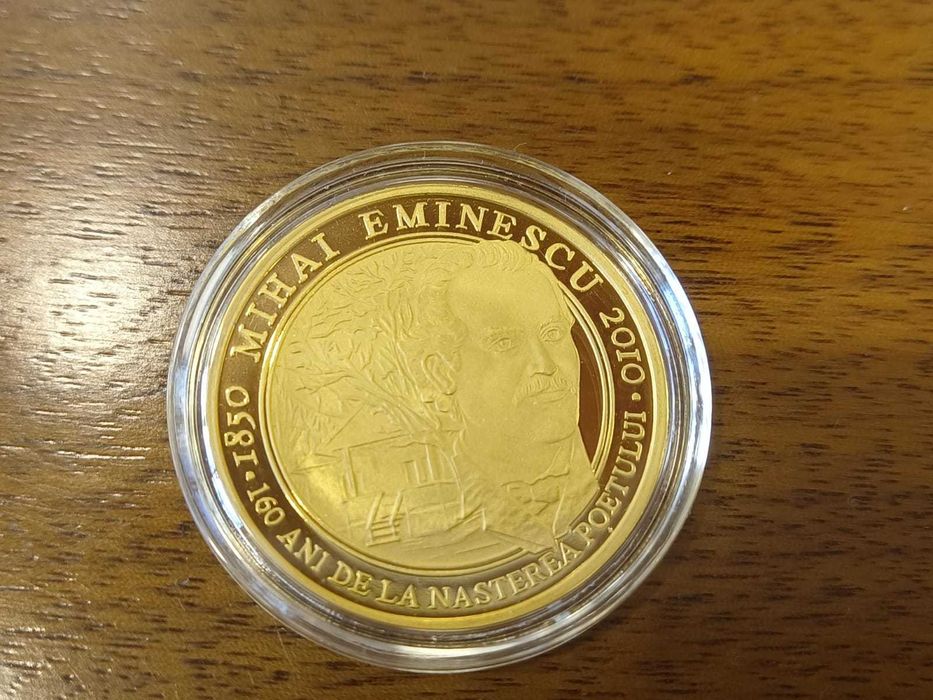 1850 MIHAI EMINESCU 2010
160 ANI DE LA NASTEREA POETULUI